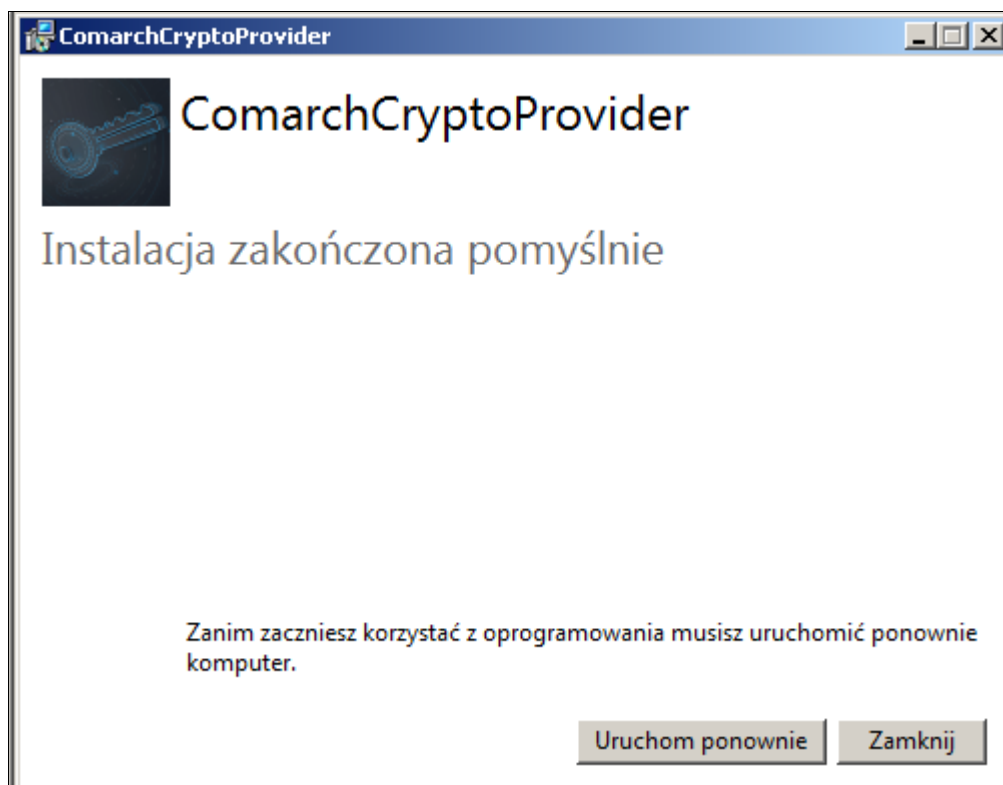 ComarchCryptoProvider
ComarchCryptoProvider
Instalacja zakończona pomyślnie
Zanim zaczniesz korzystać z oprogramowania musisz uruchomić ponownie
komputer.
Uruchom ponownie Zamknij